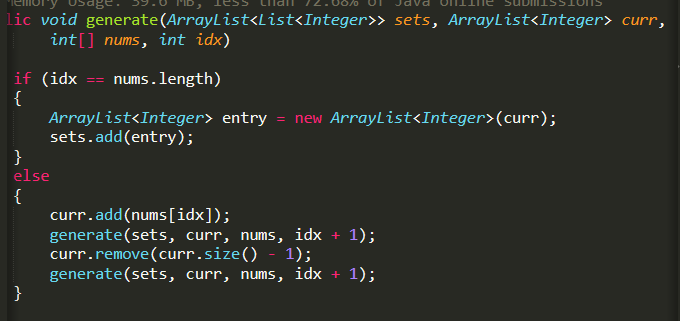 Memory Usage: 39.6 MB, less than 72.68% of Java online submissions
lic void generate(ArrayList<List<Integer>> sets, ArrayList<Integer> curr,
int[] nums, int idx)
if (idx == nums.length)
{
ArrayList<Integer> entry = new ArrayList<Integer>(curr);
sets.add(entry);
}
else
{
curr.add(nums[idx]);
generate(sets, curr, nums, idx + 1);
curr.remove(curr.size() - 1);
generate(sets, curr, nums, idx + 1);
}